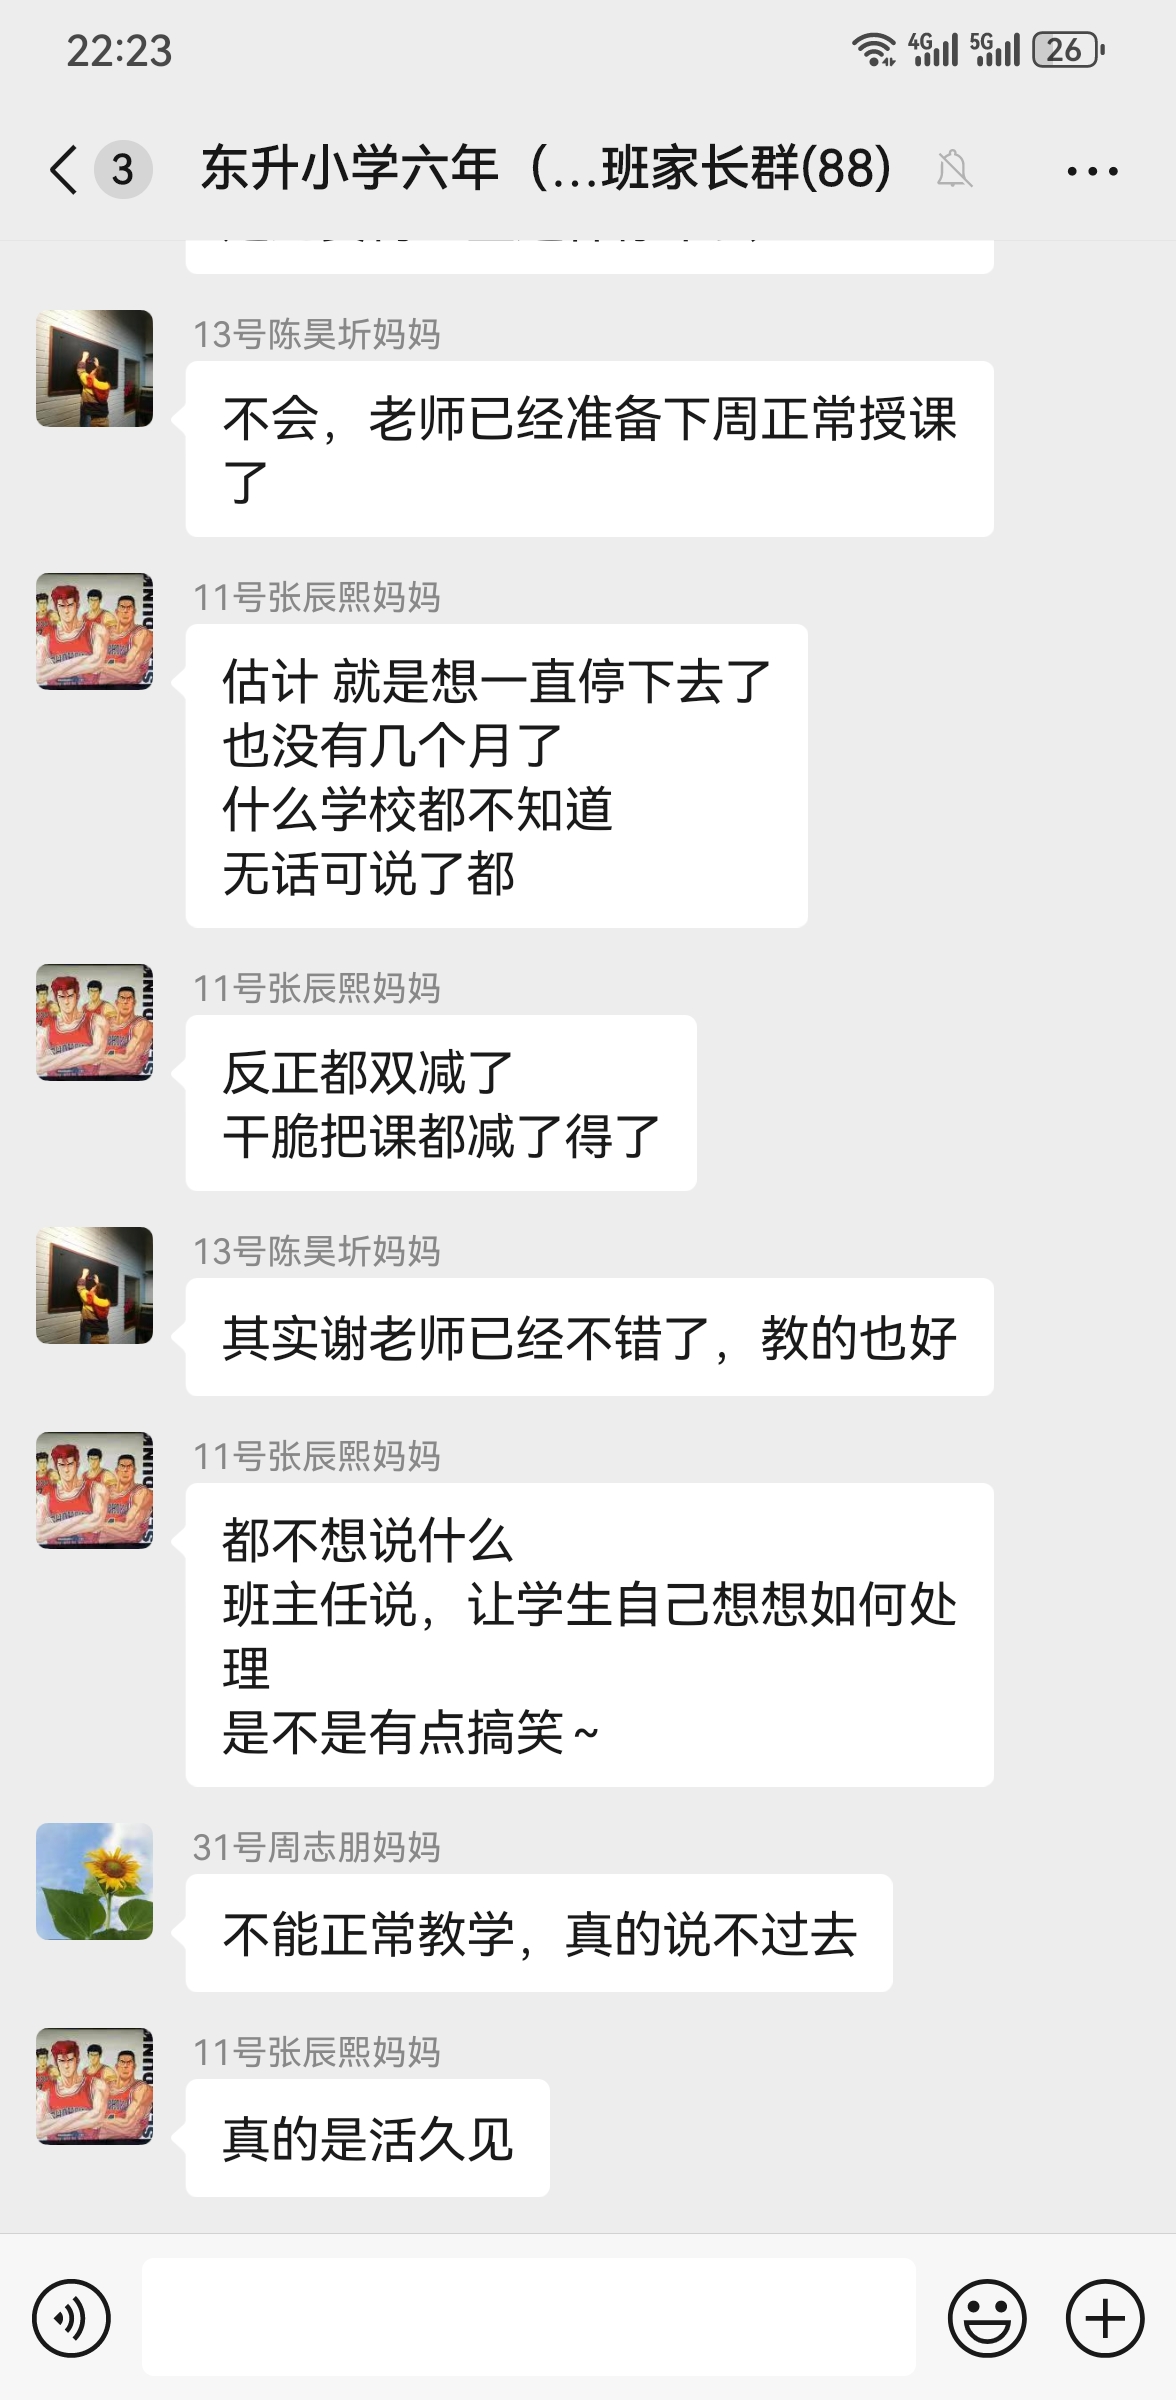 22:23
4G 5G 26
3 东升小学六年（...班家长群(88)
13号陈昊圻妈妈
不会，老师已经准备下周正常授课
了
11号张辰熙妈妈
估计 就是想一直停下去了
也没有几个月了
什么学校都不知道
无话可说了都
11号张辰熙妈妈
反正都双减了
干脆把课都减了得了
13号陈昊圻妈妈
其实谢老师已经不错了，教的也好
11号张辰熙妈妈
都不想说什么
班主任说，让学生自己想想如何处
理
是不是有点搞笑~
31号周志朋妈妈
不能正常教学，真的说不过去
11号张辰熙妈妈
真的是活久见